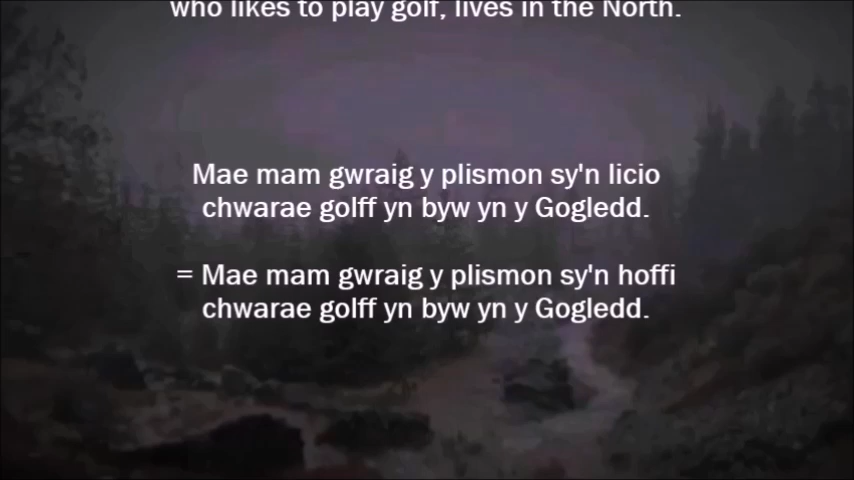 who likes to play golf, lives in the North.
Mae mam gwraig y plismon sy'n licio
chwarae golff yn byw yn y Gogledd.
= Mae mam gwraig y plismon sy'n hoffi
chwarae golff yn byw yn y Gogledd.